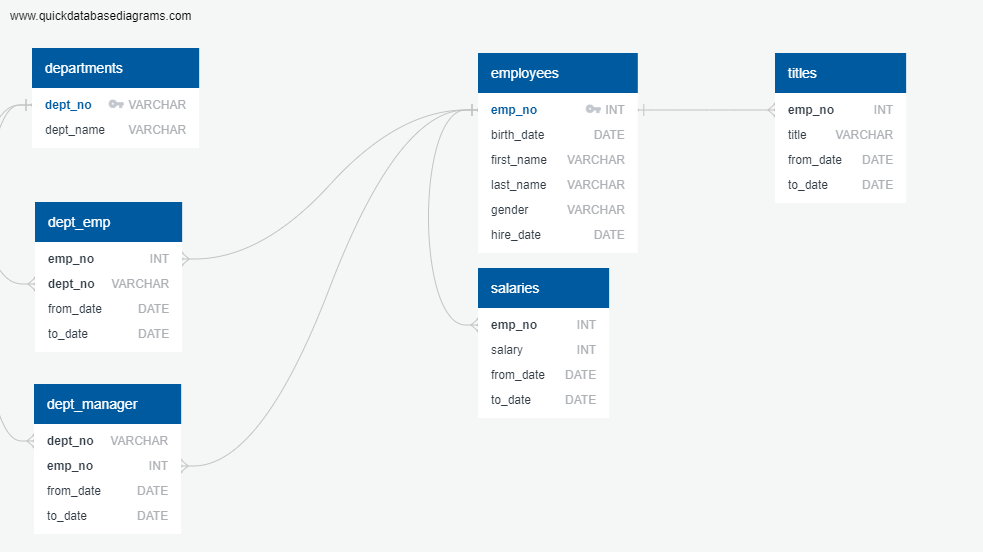 www.quickdatabasediagrams.com
departments
dept_no VARCHAR
dept_name VARCHAR
dept_emp
emp_no INT
dept_no VARCHAR
from_date DATE
to_date DATE
dept_manager
dept_no VARCHAR
emp_no INT
from_date DATE
to_date DATE
employees
emp_no INT
birth_date DATE
first_name VARCHAR
last_name VARCHAR
gender VARCHAR
hire_date DATE
salaries
emp_no INT
salary INT
from_date DATE
to_date DATE
titles
emp_no INT
title VARCHAR
from_date DATE
to_date DATE